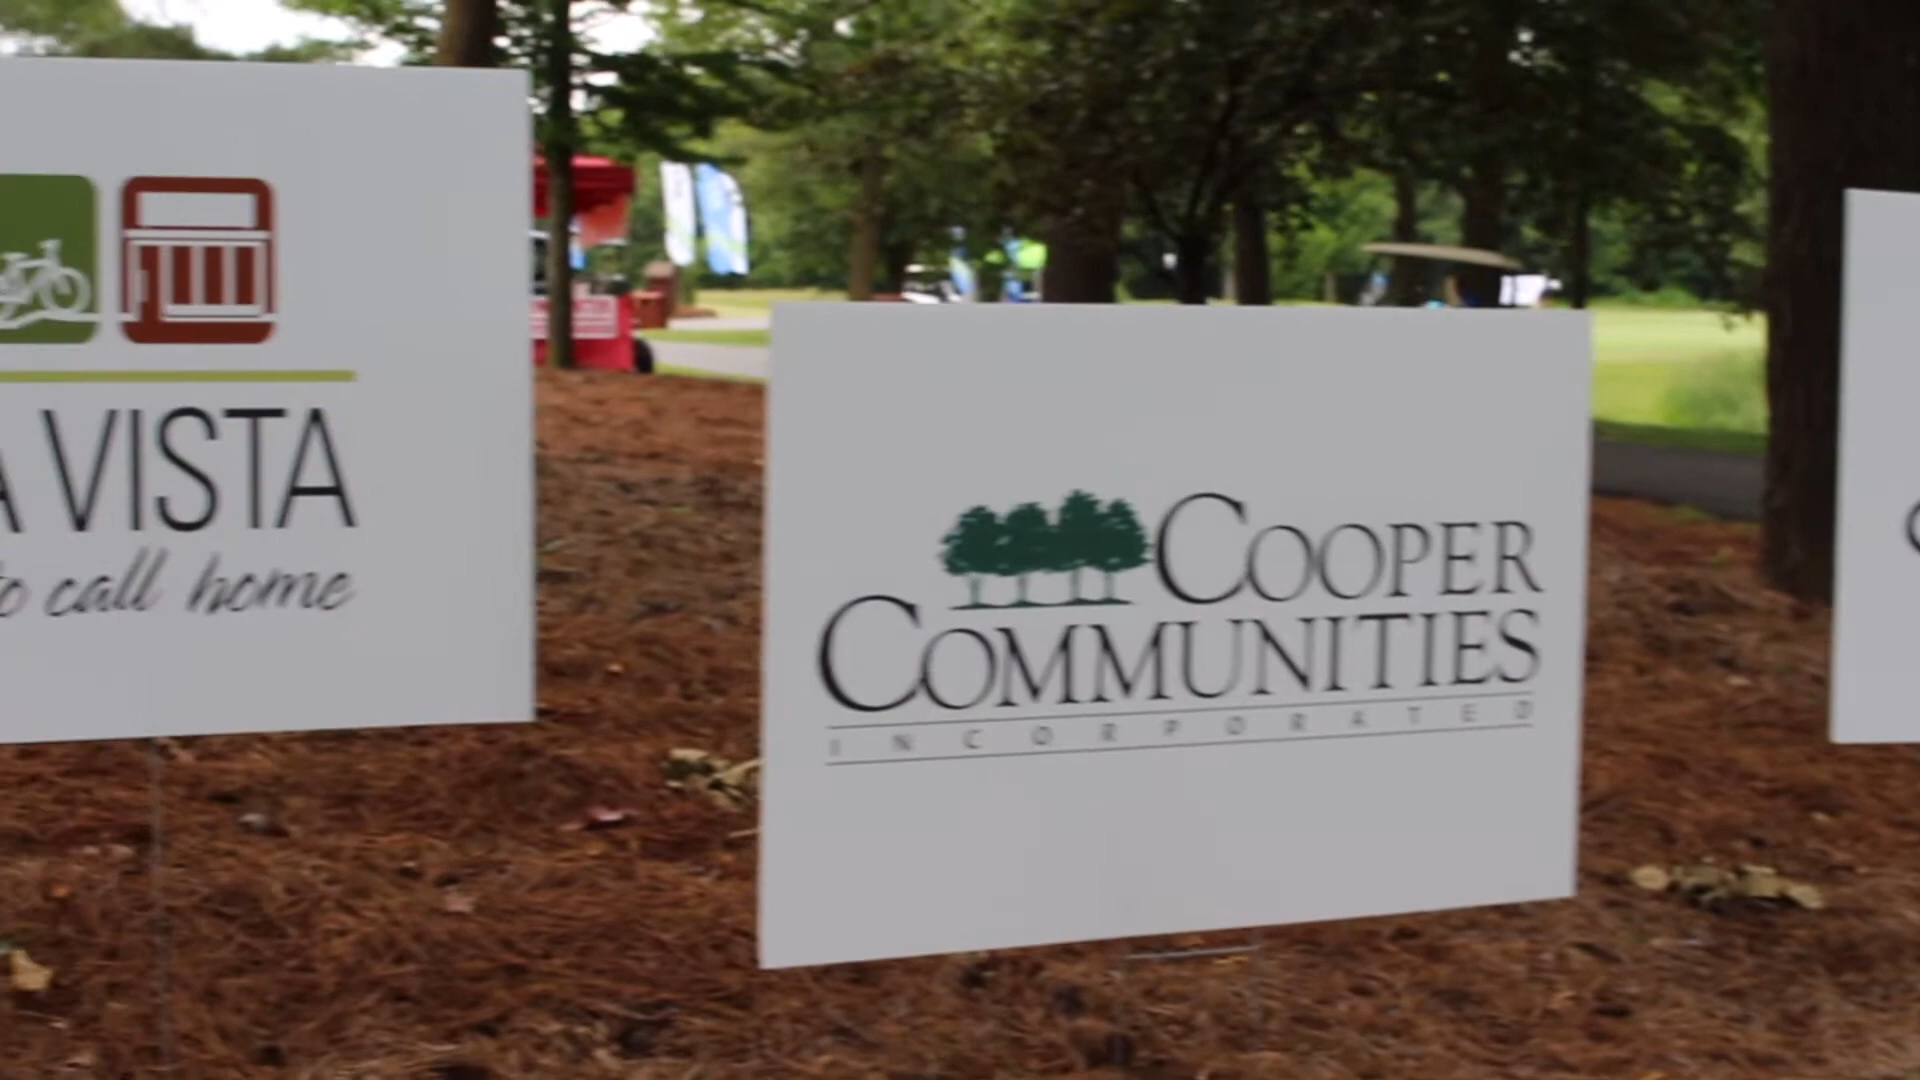 VISTA
to call home
COOPER
COMMUNITIES
INCORPORATED